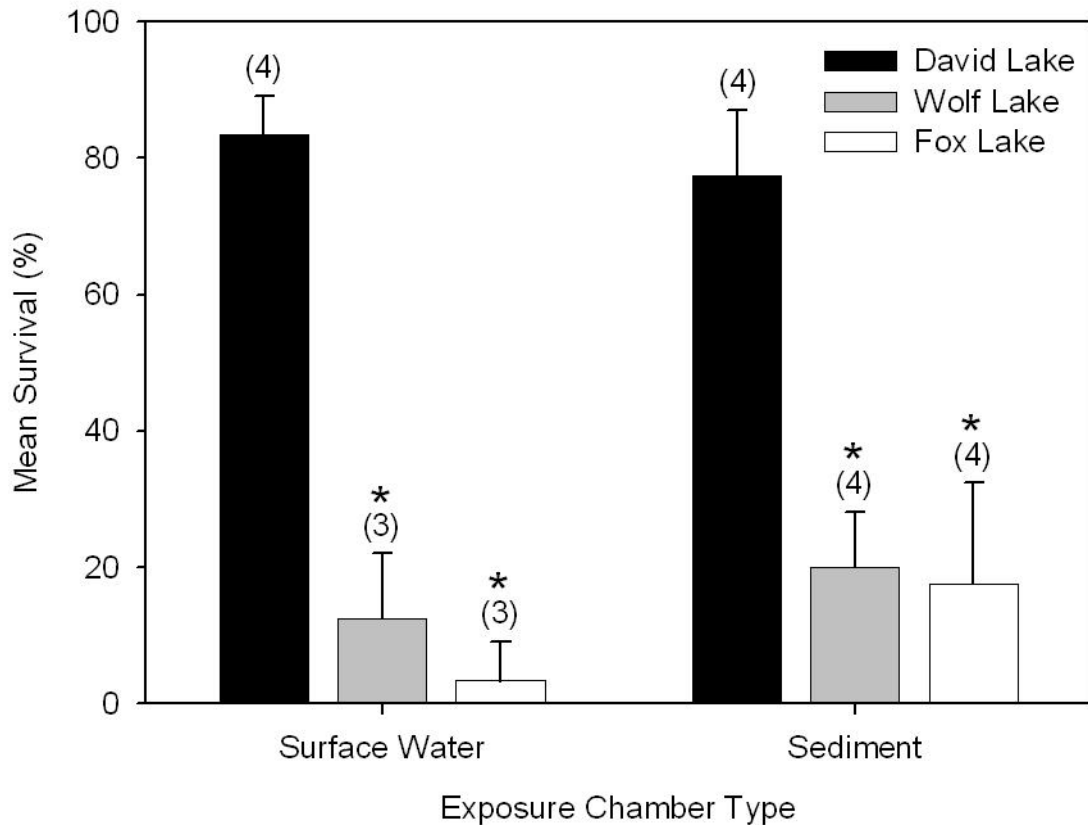 100
80
60
40
20
0
Mean Survival (%)
(4)
*
(3)
*
(3)
(4)
*
(4)
*
(4)
David Lake
Wolf Lake
Fox Lake
Surface Water
Sediment
Exposure Chamber Type